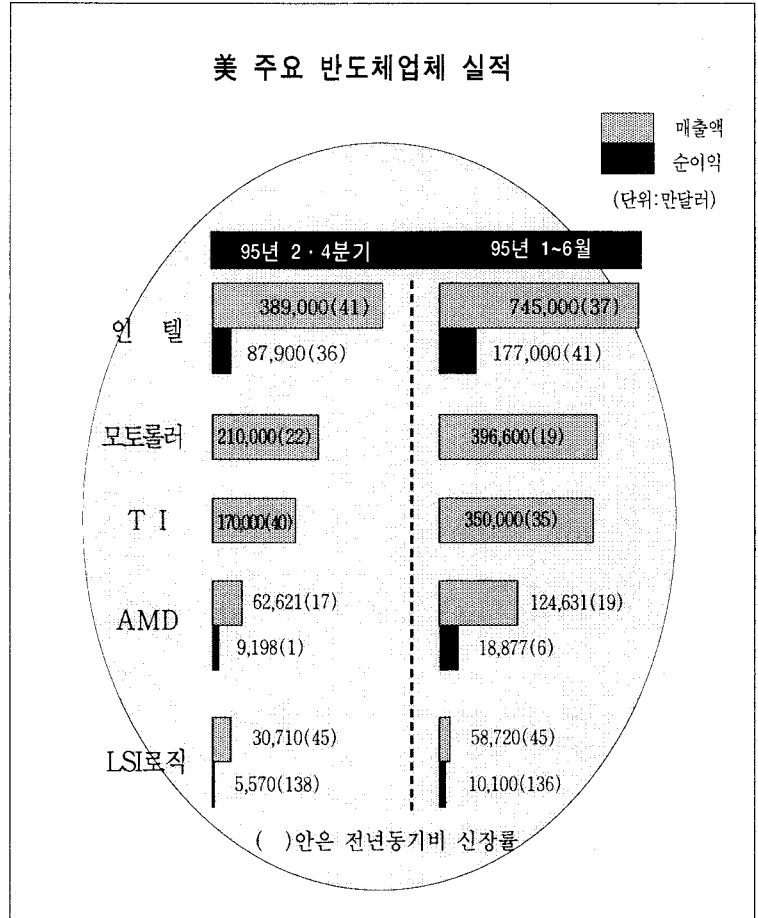 美 주요 반도체업체 실적
매출액
순이익
(단위:만달러)
95년 2·4분기 95년 1~6월
인 텔 389,000(41) 745,000(37)
87,900(36) 177,000(41)
모토롤러 210,000(22) 396,600(19)
T I 170,000(40) 350,000(35)
AMD 62,621(17) 124,631(19)
9,198(1) 18,877(6)
LSI로직 30,710(45) 58,720(45)
5,570(138) 10,100(136)
( )안은 전년동기비 신장률